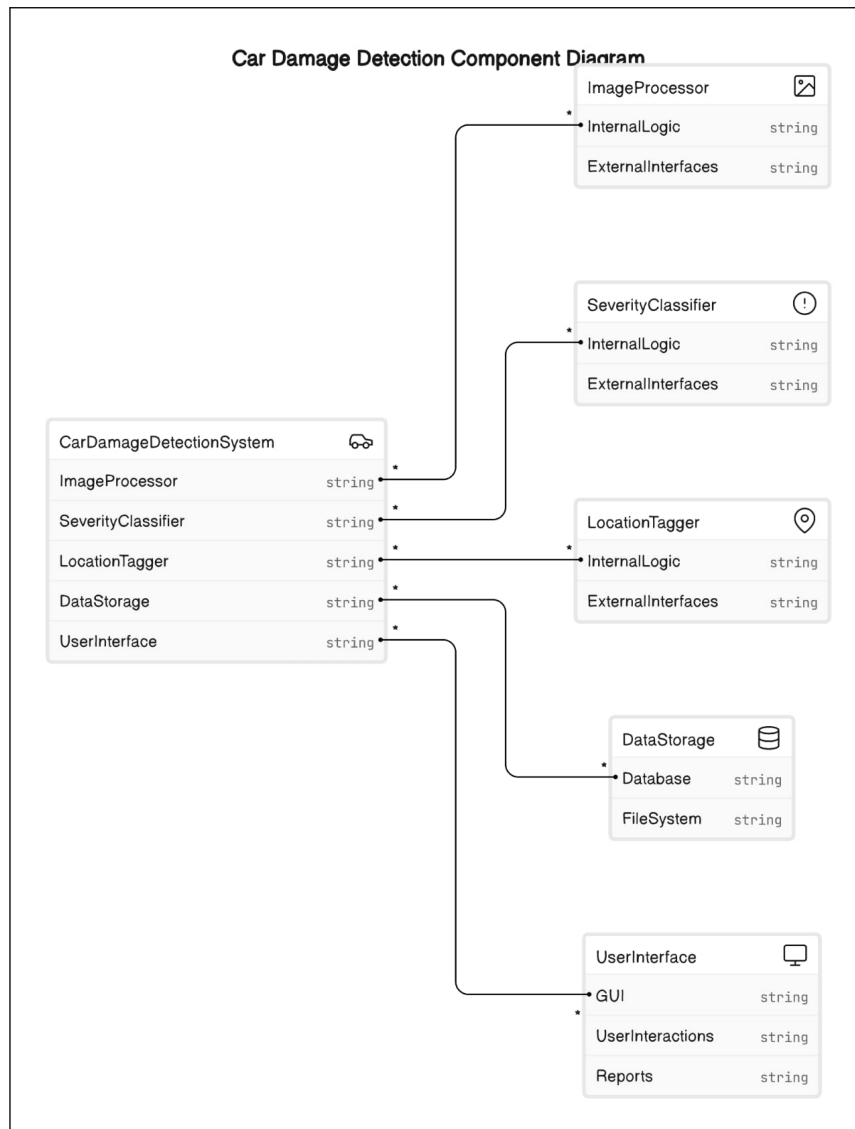 Car Damage Detection Component Diagram
ImageProcessor
* InternalLogic string
ExternalInterfaces string
SeverityClassifier
* InternalLogic string
ExternalInterfaces string
CarDamageDetectionSystem
ImageProcessor string *
SeverityClassifier string *
LocationTagger string *
DataStorage string *
UserInterface string *
LocationTagger
* InternalLogic string
ExternalInterfaces string
DataStorage
* Database string
FileSystem string
UserInterface
* GUI string
UserInteractions string
Reports string